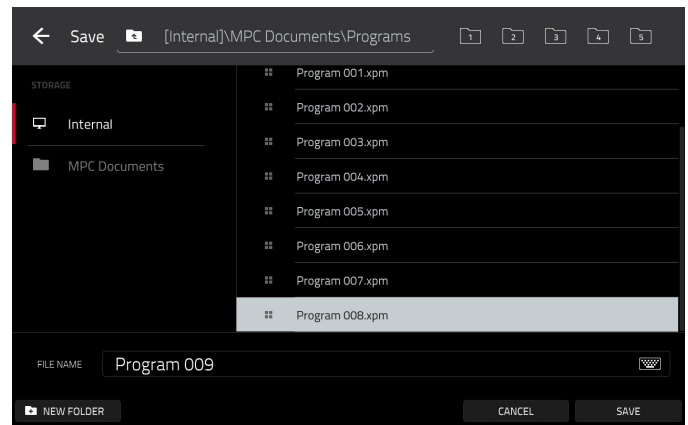 Save [Internal]\MPC Documents\Programs 1 2 3 4 5
STORAGE
Internal
MPC Documents
Program 001.xpm
Program 002.xpm
Program 003.xpm
Program 004.xpm
Program 005.xpm
Program 006.xpm
Program 007.xpm
Program 008.xpm
FILE NAME Program 009
NEW FOLDER CANCEL SAVE